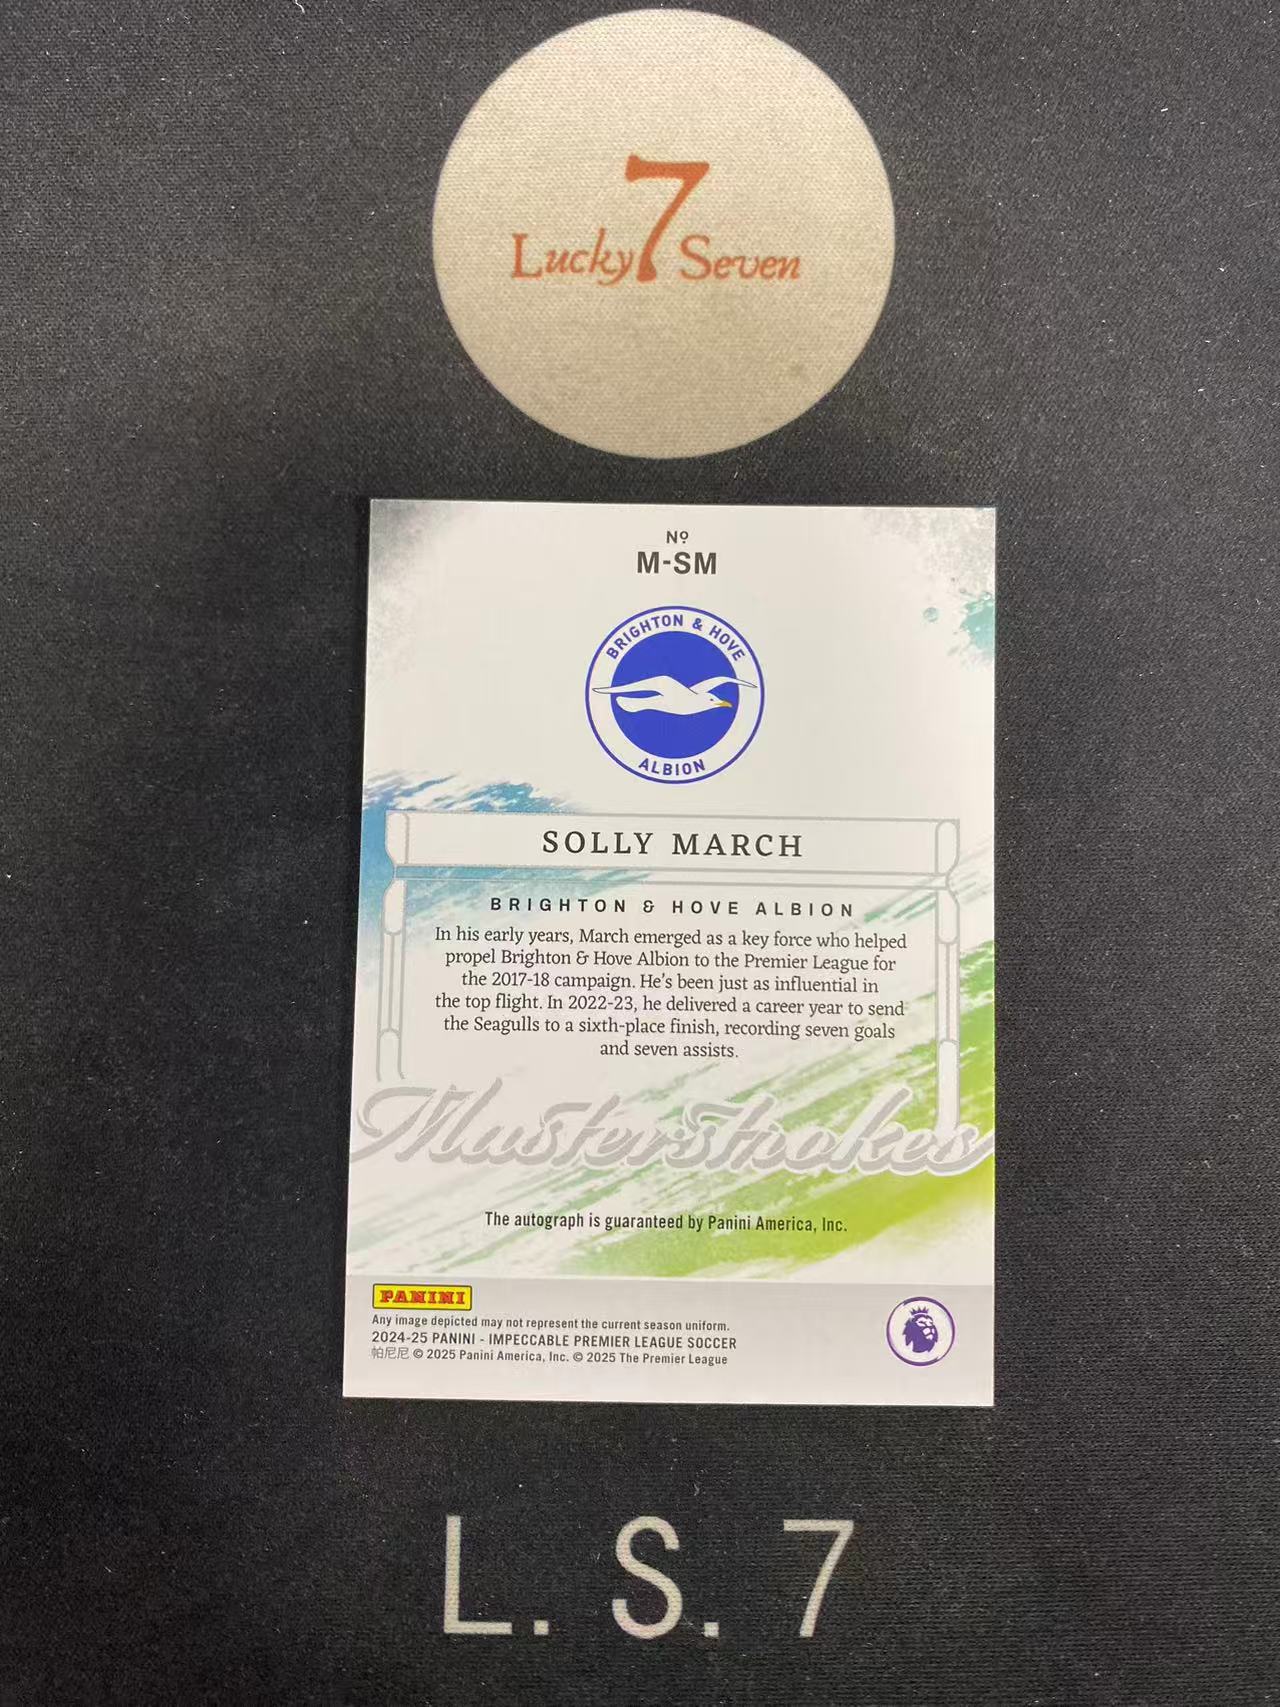 Lucky 7 Seven
Nº
M-SM
BRIGHTON & HOVE
ALBION
SOLLY MARCH
BRIGHTON & HOVE ALBION
In his early years, March emerged as a key force who helped
propel Brighton & Hove Albion to the Premier League for
the 2017-18 campaign. He's been just as influential in
the top flight. In 2022-23, he delivered a career year to send
the Seagulls to a sixth-place finish, recording seven goals
and seven assists.
Masterstrokes
The autograph is guaranteed by Panini America, Inc.
PANINI
Any image depicted may not represent the current season uniform.
2024-25 PANINI - IMPECCABLE PREMIER LEAGUE SOCCER
帕尼尼 © 2025 Panini America, Inc. © 2025 The Premier League
L. S. 7